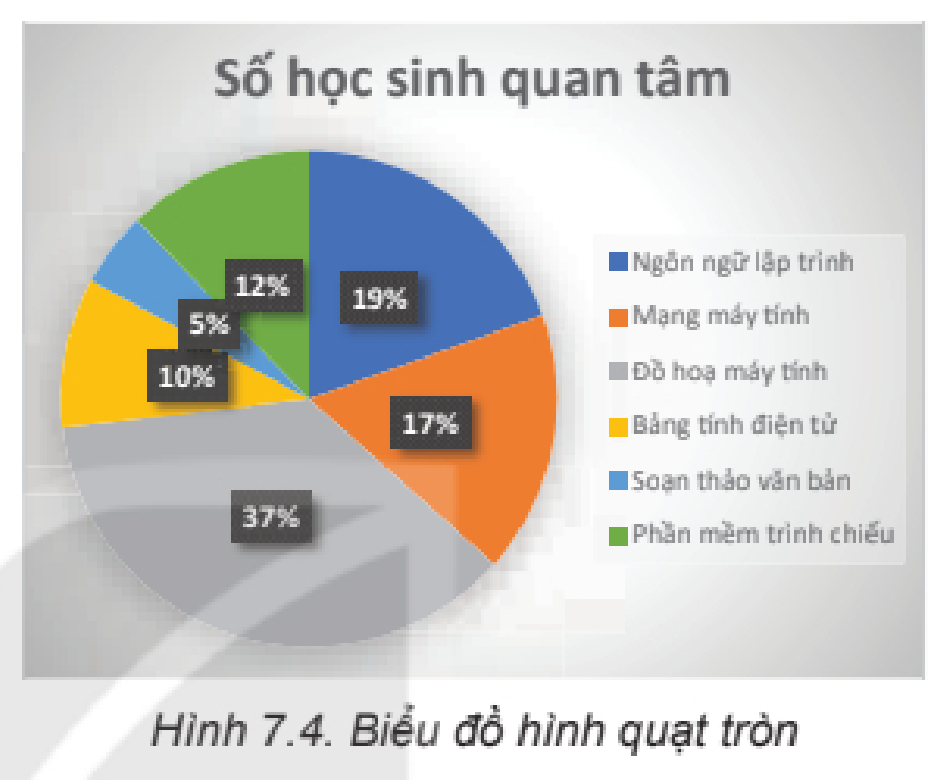 Số học sinh quan tâm
12%
19%
5%
10%
17%
37%
Ngôn ngữ lập trình
Mạng máy tính
Đồ hoạ máy tính
Bảng tính điện tử
Soạn thảo văn bản
Phần mềm trình chiếu
Hình 7.4. Biểu đồ hình quạt tròn